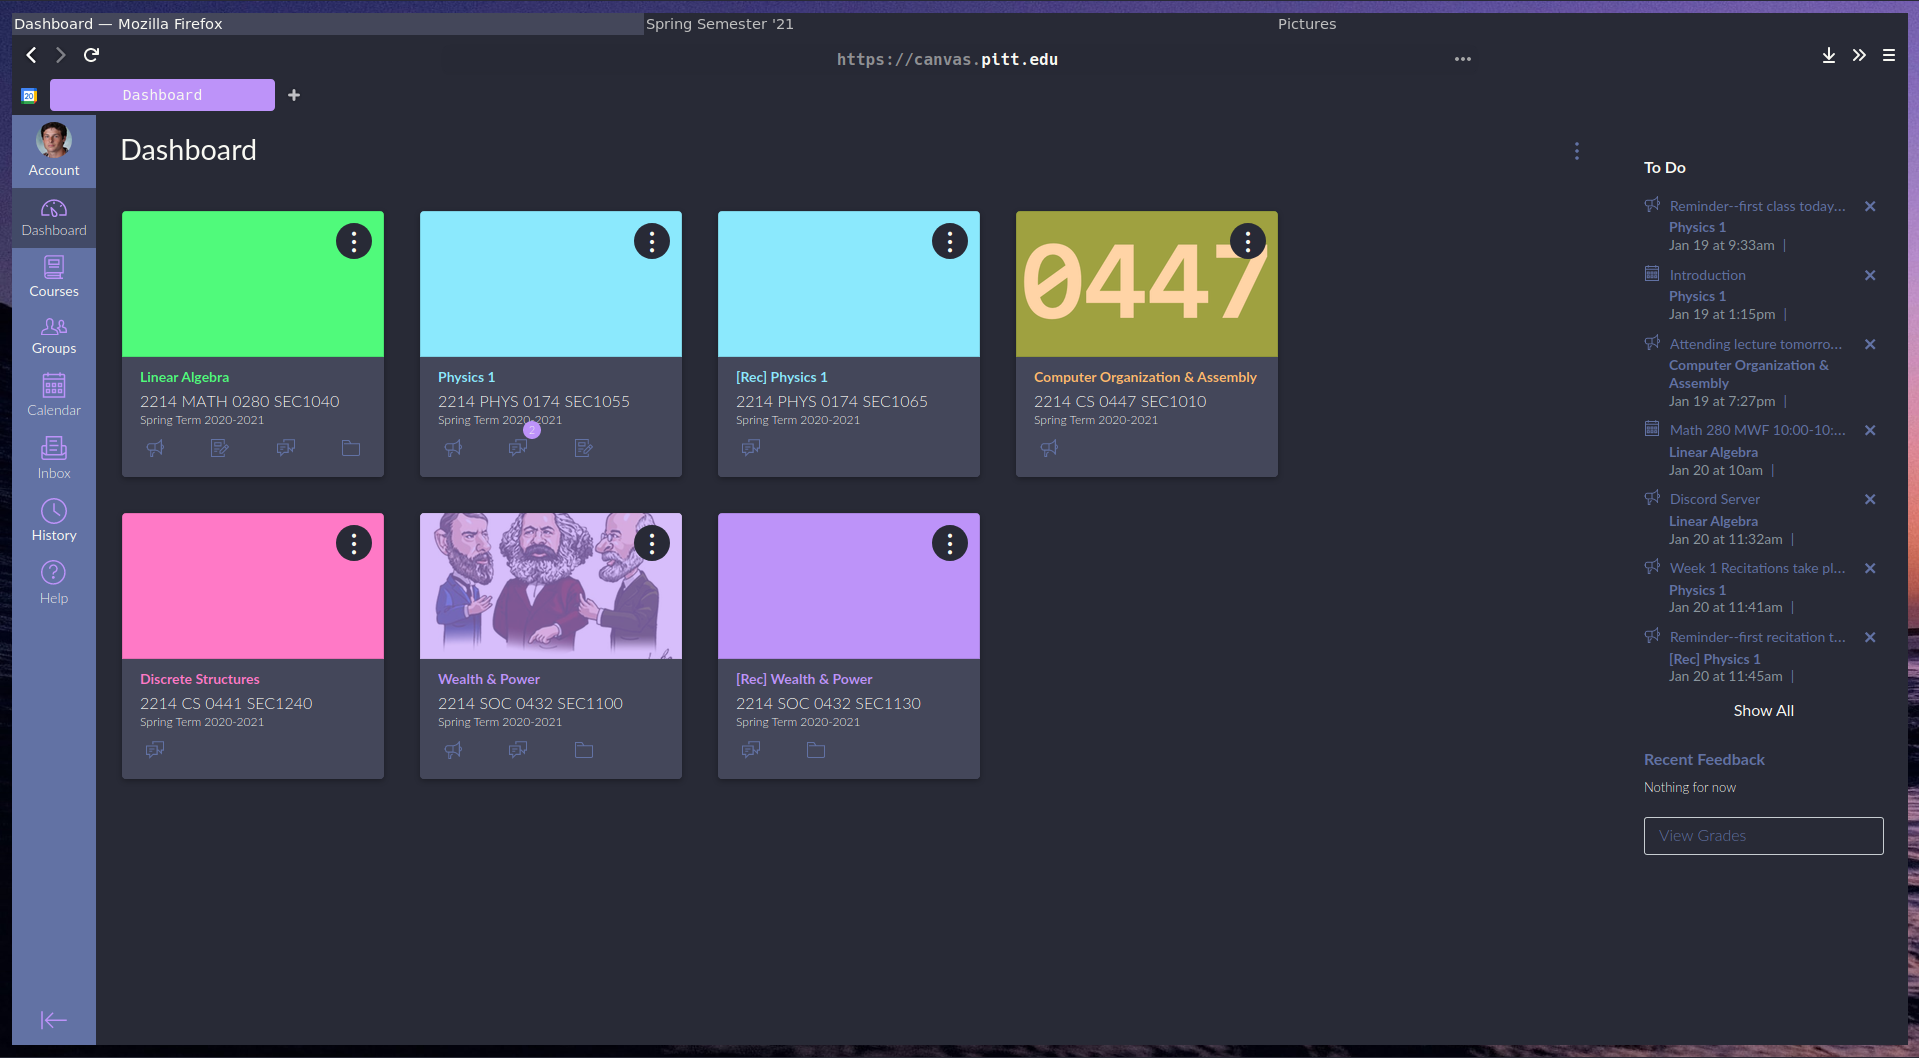 Dashboard — Mozilla Firefox
Spring Semester '21
Pictures
https://canvas.pitt.edu
20
Dashboard
Account
Dashboard
Courses
Groups
Calendar
Inbox
History
Help
Dashboard
0447
Linear Algebra
2214 MATH 0280 SEC1040
Spring Term 2020-2021
Physics 1
2214 PHYS 0174 SEC1055
Spring Term 2020-2021
2
[Rec] Physics 1
2214 PHYS 0174 SEC1065
Spring Term 2020-2021
Computer Organization & Assembly
2214 CS 0447 SEC1010
Spring Term 2020-2021
Discrete Structures
2214 CS 0441 SEC1240
Spring Term 2020-2021
Wealth & Power
2214 SOC 0432 SEC1100
Spring Term 2020-2021
[Rec] Wealth & Power
2214 SOC 0432 SEC1130
Spring Term 2020-2021
To Do
Reminder--first class today...
Physics 1
Jan 19 at 9:33am |
Introduction
Physics 1
Jan 19 at 1:15pm |
Attending lecture tomorro...
Computer Organization &
Assembly
Jan 19 at 7:27pm |
Math 280 MWF 10:00-10:...
Linear Algebra
Jan 20 at 10am |
Discord Server
Linear Algebra
Jan 20 at 11:32am |
Week 1 Recitations take pl...
Physics 1
Jan 20 at 11:41am |
Reminder--first recitation t...
[Rec] Physics 1
Jan 20 at 11:45am |
Show All
Recent Feedback
Nothing for now
View Grades